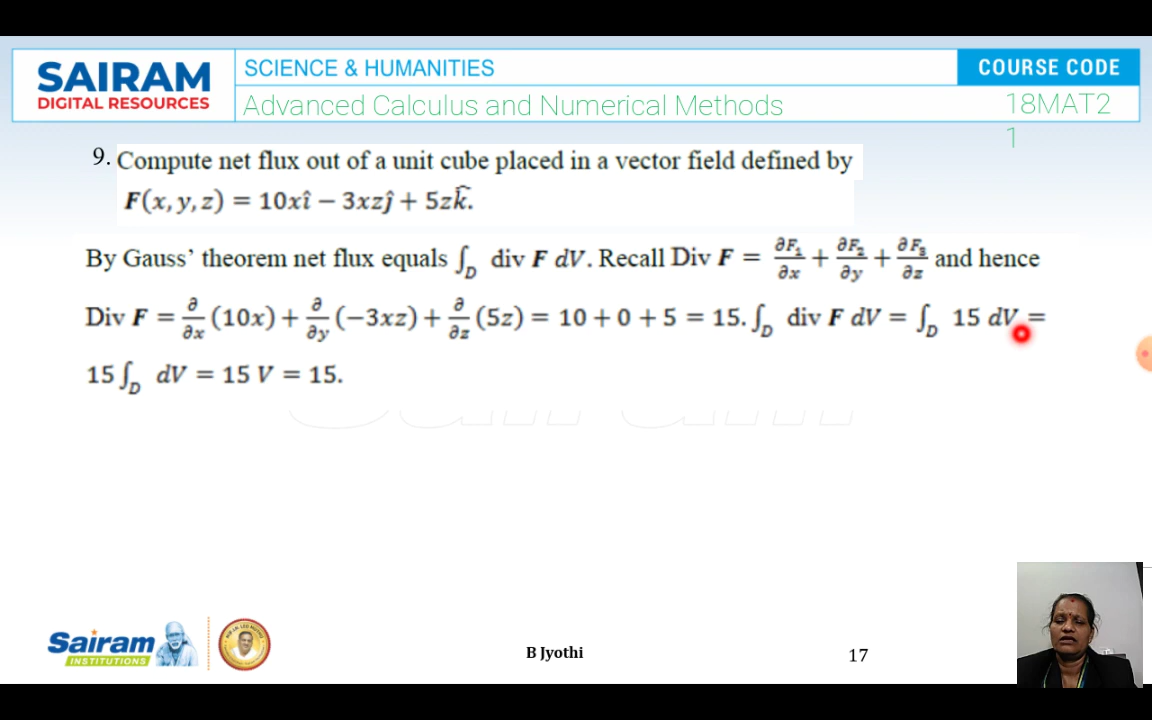 SAIRAM
DIGITAL RESOURCES
SCIENCE & HUMANITIES
COURSE CODE
Advanced Calculus and Numerical Methods
18MAT2
1
9. Compute net flux out of a unit cube placed in a vector field defined by
F(x, y, z) = 10xî − 3xzĵ + 5zk̂.
By Gauss’ theorem net flux equals ∫_D div F dV. Recall Div F = ∂F₁/∂x + ∂F₂/∂y + ∂F₃/∂z and hence
Div F = ∂/∂x (10x) + ∂/∂y (−3xz) + ∂/∂z (5z) = 10 + 0 + 5 = 15. ∫_D div F dV = ∫_D 15 dV =
15 ∫_D dV = 15 V = 15.
Sairam
INSTITUTIONS
B Jyothi
17